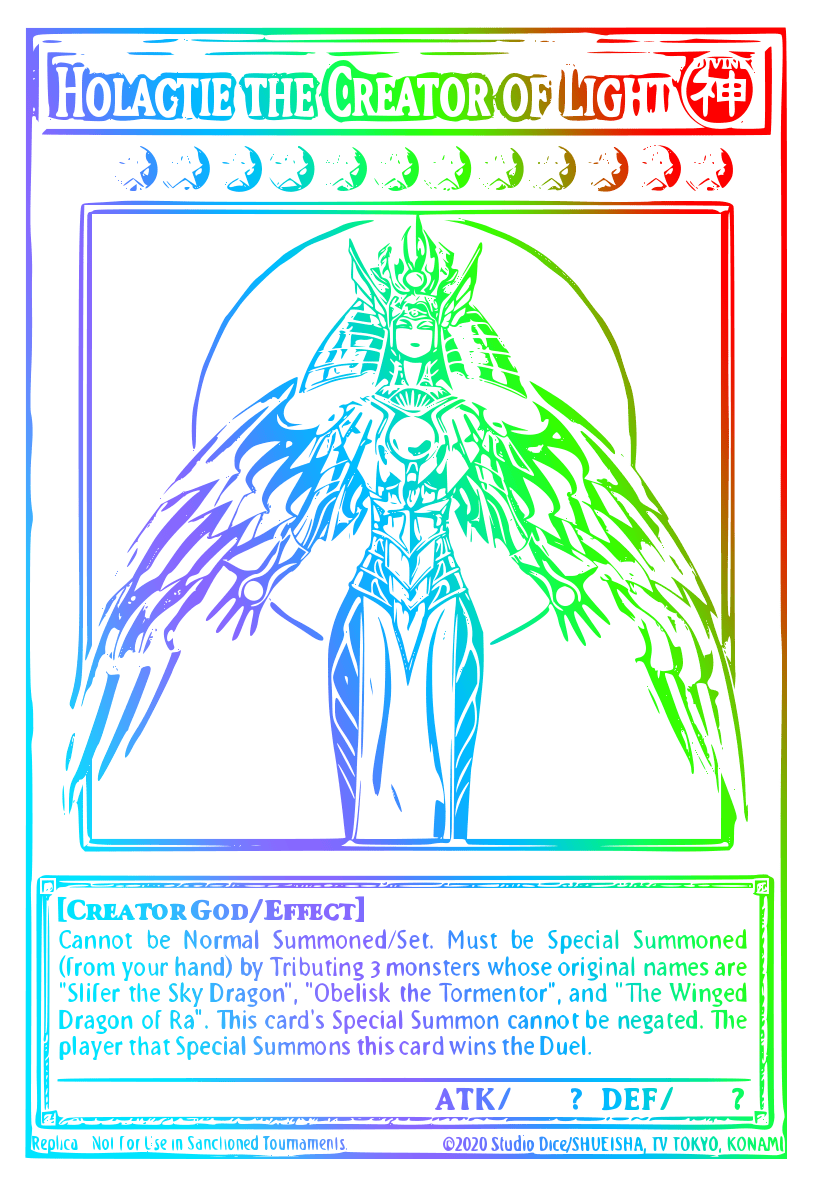 HOLACTIE THE CREATOR OF LIGHT
DIVINE
神
[CREATOR GOD/EFFECT]
Cannot be Normal Summoned/Set. Must be Special Summoned
(from your hand) by Tributing 3 monsters whose original names are
"Slifer the Sky Dragon", "Obelisk the Tormentor", and "The Winged
Dragon of Ra". This card's Special Summon cannot be negated. The
player that Special Summons this card wins the Duel.
ATK/ ? DEF/ ?
Replica Not For Use in Sanctioned Tournaments.
©2020 Studio Dice/SHUEISHA, TV TOKYO, KONAMI